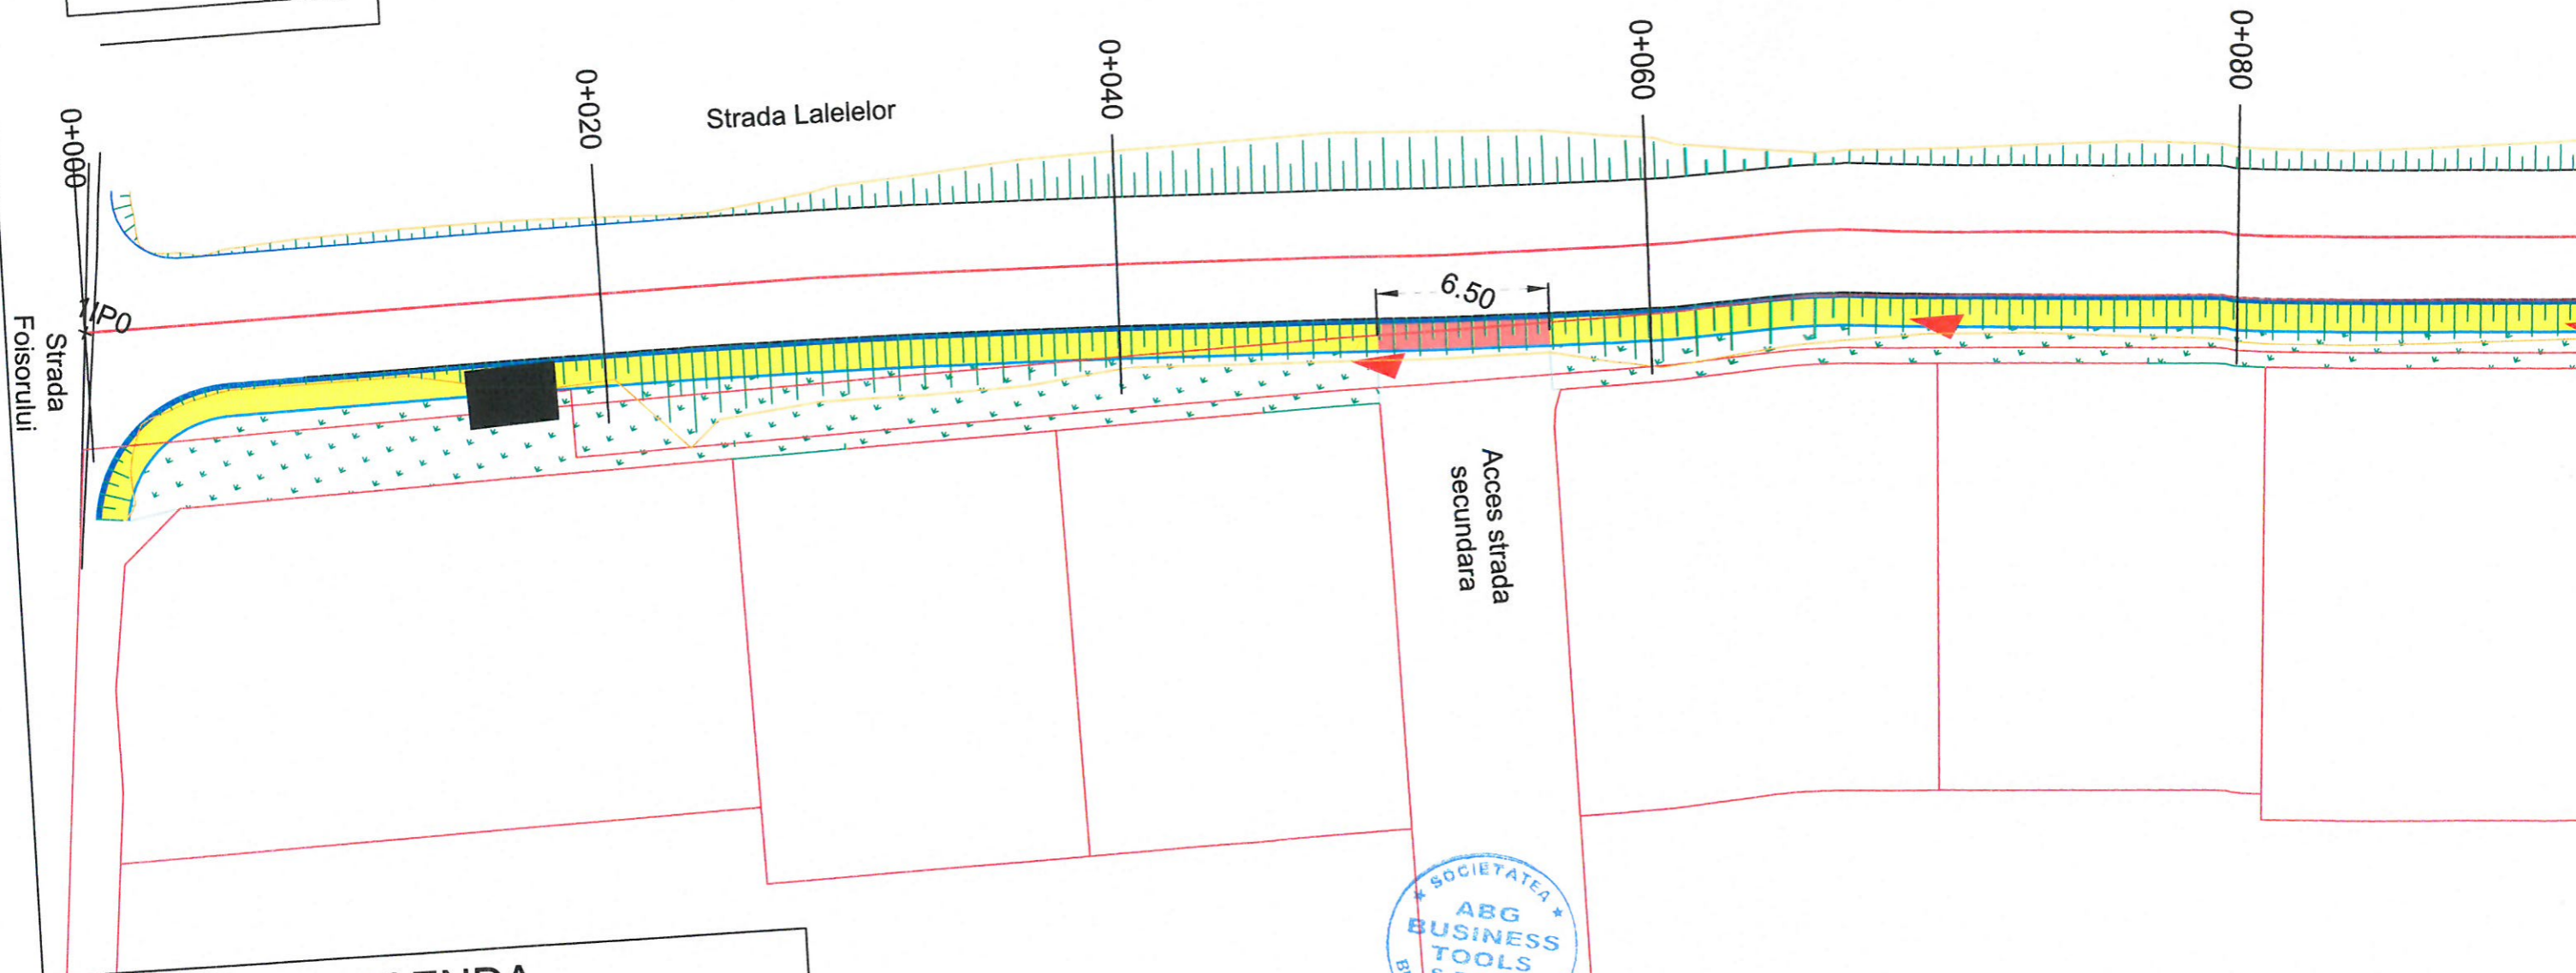 0+000
0+020
0+040
0+060
0+080
Strada Lalelelor
6.50
Strada
Foisorului
Acces strada
secundara
SOCIETATEA
ABG
BUSINESS
TOOLS